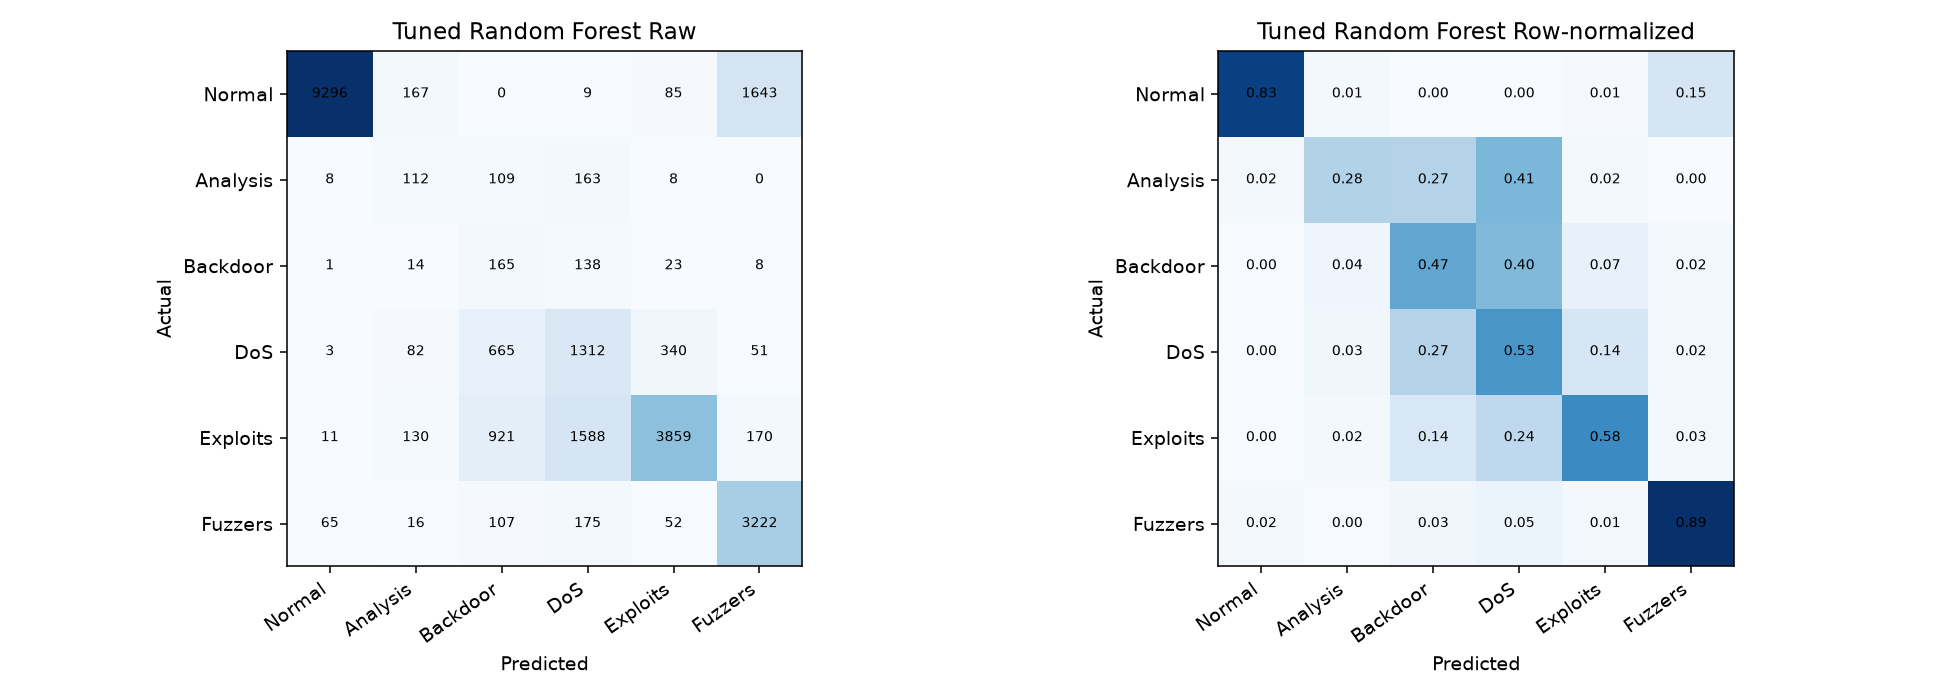 Tuned Random Forest Raw
Actual
Normal 9296 167 0 9 85 1643
Analysis 8 112 109 163 8 0
Backdoor 1 14 165 138 23 8
DoS 3 82 665 1312 340 51
Exploits 11 130 921 1588 3859 170
Fuzzers 65 16 107 175 52 3222
Normal Analysis Backdoor DoS Exploits Fuzzers
Predicted
Tuned Random Forest Row-normalized
Actual
Normal 0.83 0.01 0.00 0.00 0.01 0.15
Analysis 0.02 0.28 0.27 0.41 0.02 0.00
Backdoor 0.00 0.04 0.47 0.40 0.07 0.02
DoS 0.00 0.03 0.27 0.53 0.14 0.02
Exploits 0.00 0.02 0.14 0.24 0.58 0.03
Fuzzers 0.02 0.00 0.03 0.05 0.01 0.89
Normal Analysis Backdoor DoS Exploits Fuzzers
Predicted